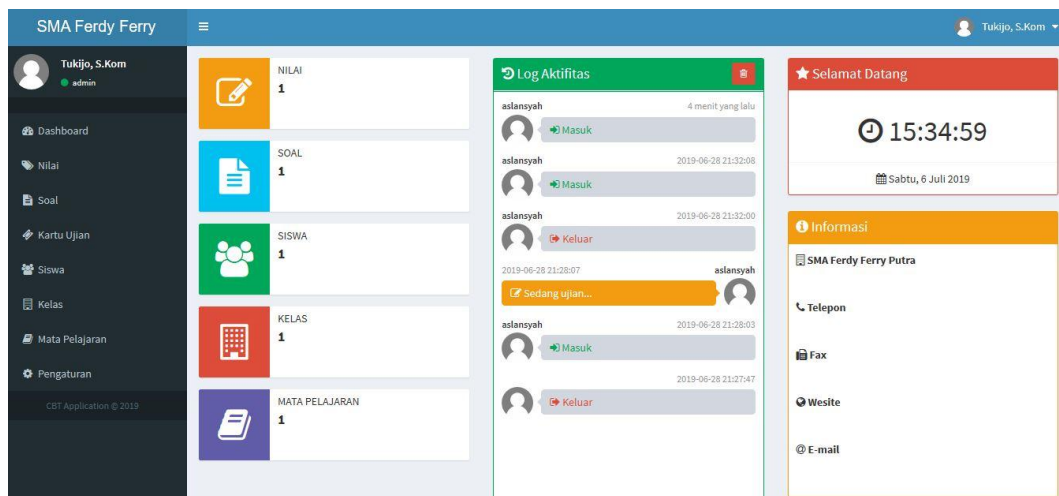 SMA Ferdy Ferry
Tukijo, S.Kom
Tukijo, S.Kom
admin
Dashboard
Nilai
Soal
Kartu Ujian
Siswa
Kelas
Mata Pelajaran
Pengaturan
CBT Application © 2019
NILAI
1
SOAL
1
SISWA
1
KELAS
1
MATA PELAJARAN
1
Log Aktifitas
aslansyah 4 menit yang lalu
Masuk
aslansyah 2019-06-28 21:32:08
Masuk
aslansyah 2019-06-28 21:32:00
Keluar
2019-06-28 21:28:07 aslansyah
Sedang ujian...
aslansyah 2019-06-28 21:28:03
Masuk
2019-06-28 21:27:47
Keluar
Selamat Datang
15:34:59
Sabtu, 6 Juli 2019
Informasi
SMA Ferdy Ferry Putra
Telepon
Fax
Wesite
E-mail